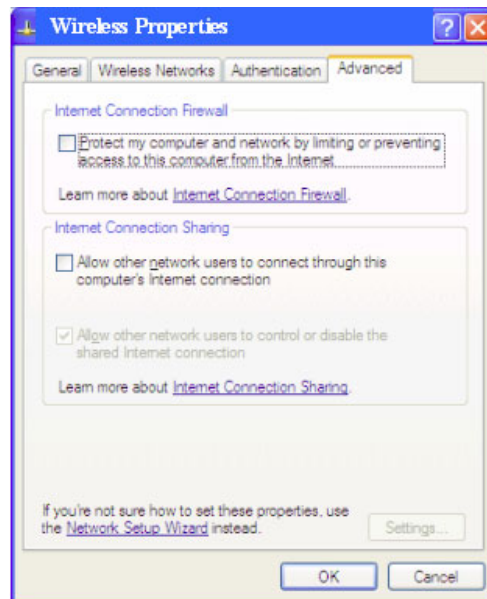 Wireless Properties
General
Wireless Networks
Authentication
Advanced
Internet Connection Firewall
Protect my computer and network by limiting or preventing
access to this computer from the Internet
Learn more about Internet Connection Firewall.
Internet Connection Sharing
Allow other network users to connect through this
computer's Internet connection
Allow other network users to control or disable the
shared Internet connection
Learn more about Internet Connection Sharing.
If you're not sure how to set these properties, use
the Network Setup Wizard instead.
Settings...
OK
Cancel